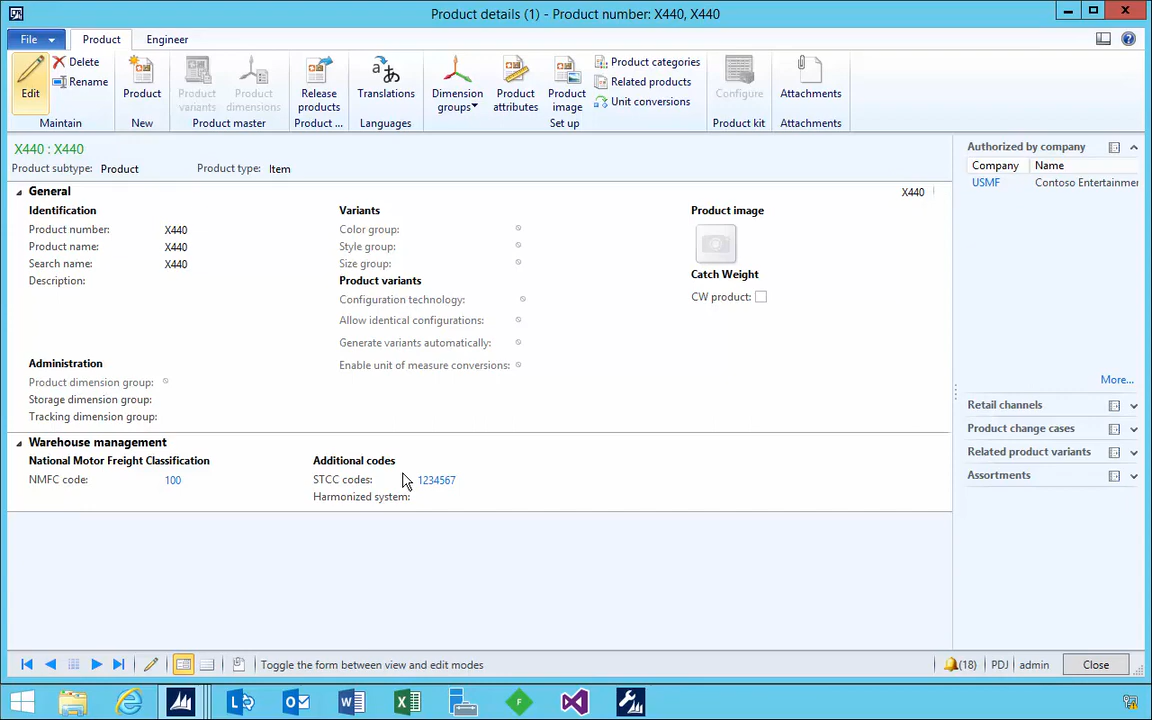 Product details (1) - Product number: X440, X440
File
Product
Engineer
Edit
Delete
Rename
Maintain
Product
New
Product variants
Product dimensions
Product master
Release products
Product ...
Translations
Languages
Dimension groups
Product attributes
Product image
Product categories
Related products
Unit conversions
Set up
Configure
Product kit
Attachments
Attachments
X440 : X440
Product subtype: Product Product type: Item
General
X440
Identification
Product number: X440
Product name: X440
Search name: X440
Description:
Administration
Product dimension group:
Storage dimension group:
Tracking dimension group:
Variants
Color group:
Style group:
Size group:
Product variants
Configuration technology:
Allow identical configurations:
Generate variants automatically:
Enable unit of measure conversions:
Product image
Catch Weight
CW product:
Warehouse management
National Motor Freight Classification
NMFC code: 100
Additional codes
STCC codes: 1234567
Harmonized system:
Authorized by company
Company Name
USMF Contoso Entertainmer
More...
Retail channels
Product change cases
Related product variants
Assortments
Toggle the form between view and edit modes
(18)
PDJ
admin
Close